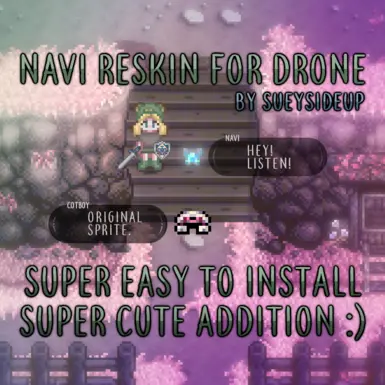 NAVI RESKIN FOR DRONE
BY SUEYSIDEUP
NAVI
HEY!
LISTEN!
COTBOY
ORIGINAL
SPRITE.
SUPER EASY TO INSTALL
SUPER CUTE ADDITION :)